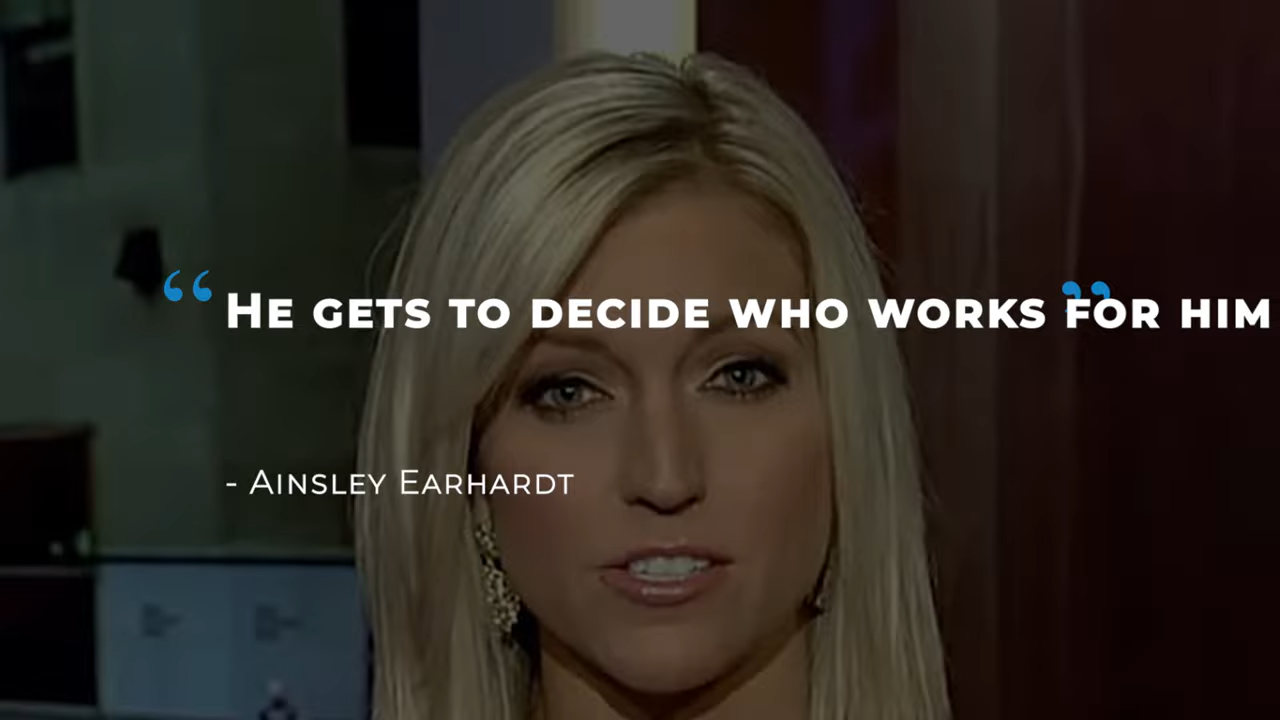 “He gets to decide who works for him”
- Ainsley Earhardt